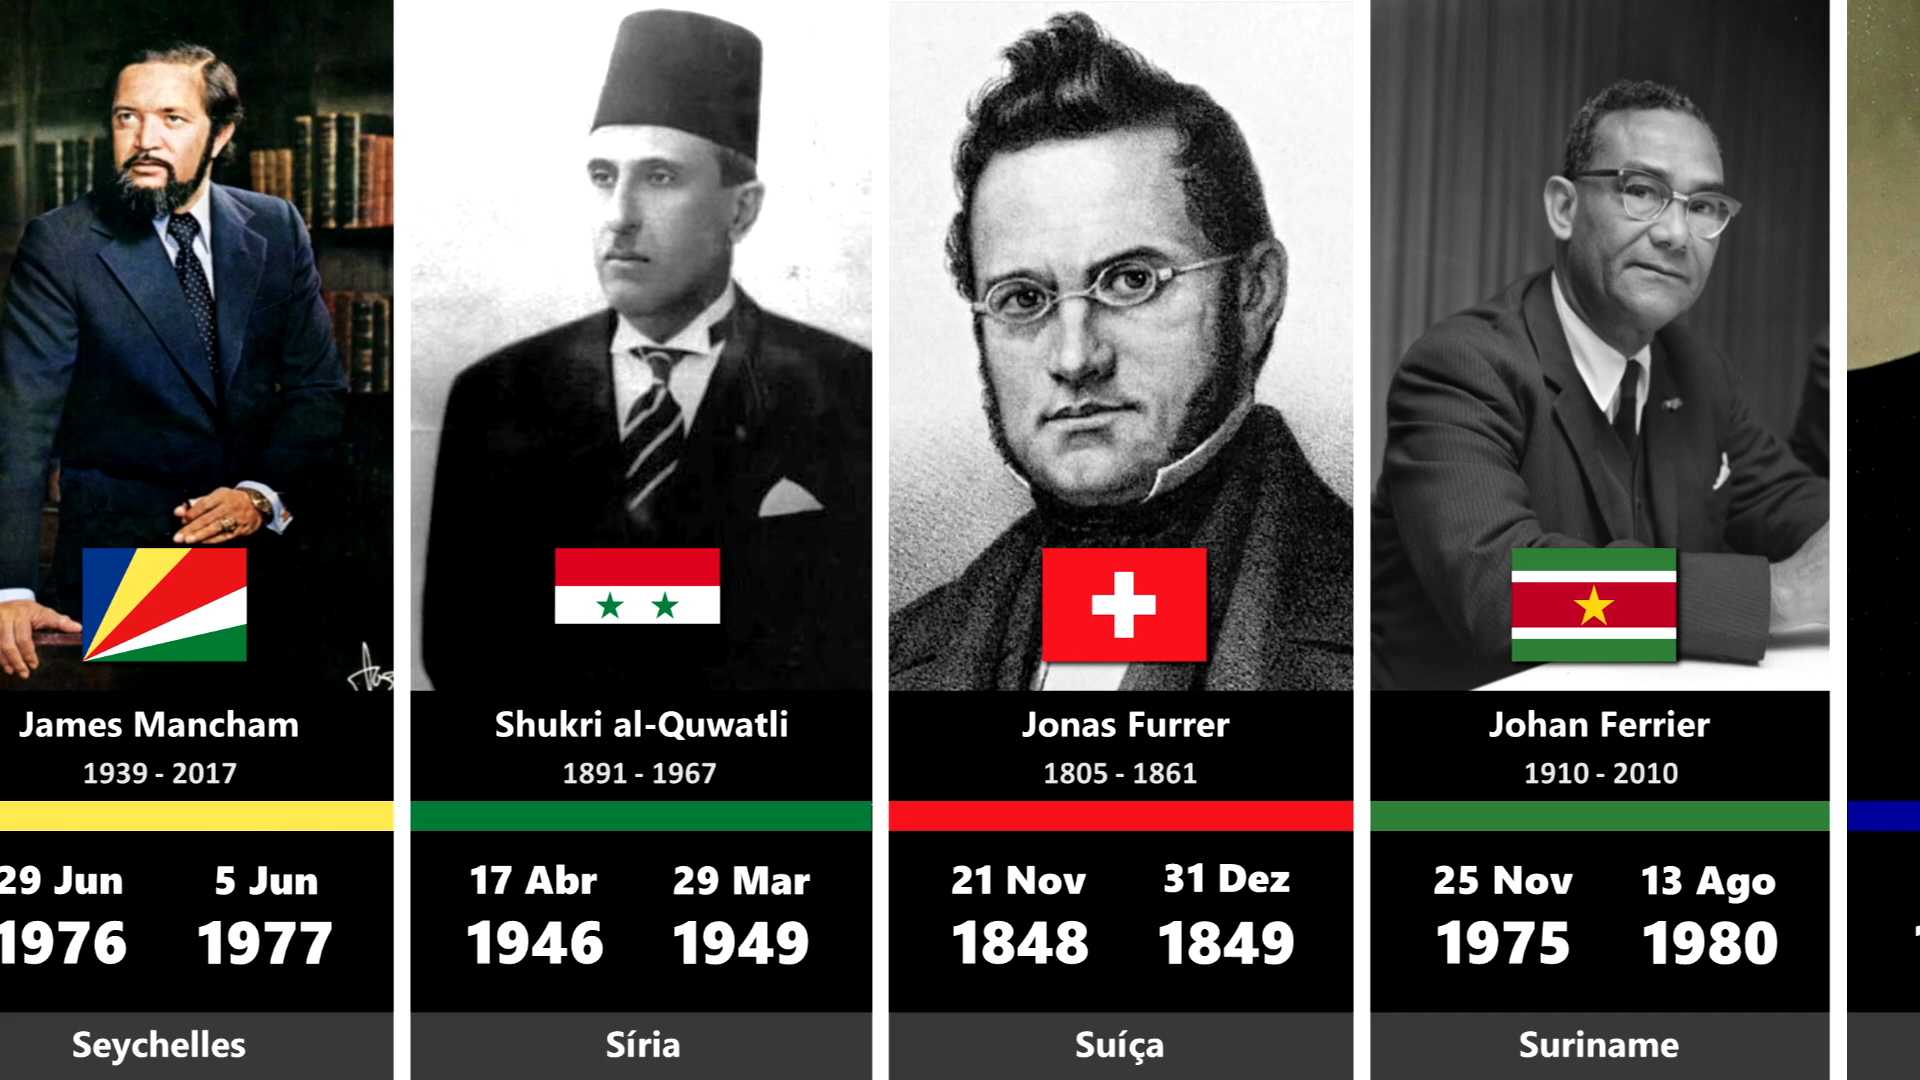 James Mancham
1939 - 2017
29 Jun
1976
5 Jun
1977
Seychelles
Shukri al-Quwatli
1891 - 1967
17 Abr
1946
29 Mar
1949
Síria
Jonas Furrer
1805 - 1861
21 Nov
1848
31 Dez
1849
Suíça
Johan Ferrier
1910 - 2010
25 Nov
1975
13 Ago
1980
Suriname